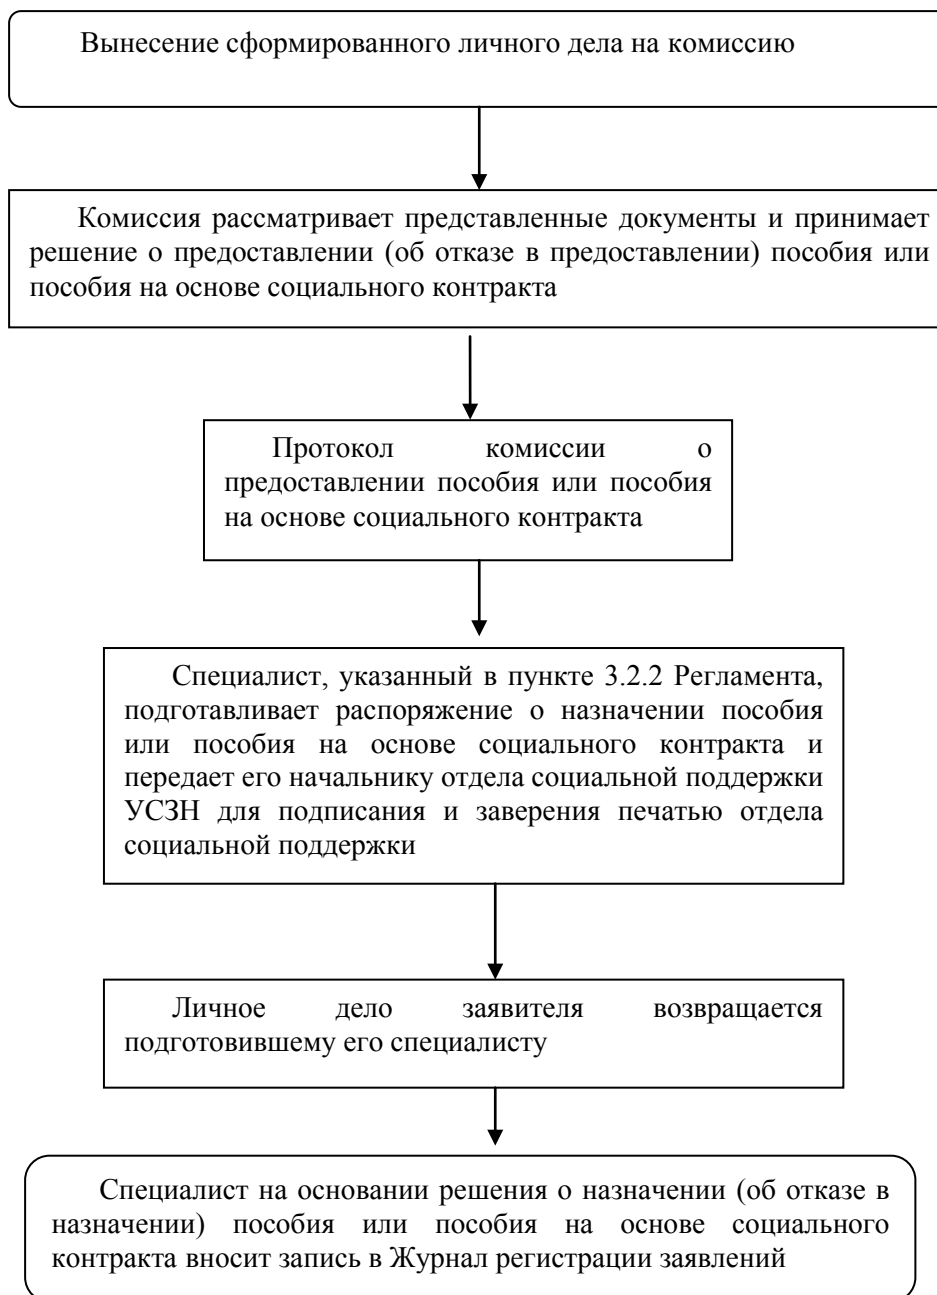 Вынесение сформированного личного дела на комиссию
Комиссия рассматривает представленные документы и принимает
решение о предоставлении (об отказе в предоставлении) пособия или
пособия на основе социального контракта
Протокол комиссии о
предоставлении пособия или пособия
на основе социального контракта
Специалист, указанный в пункте 3.2.2 Регламента,
подготавливает распоряжение о назначении пособия
или пособия на основе социального контракта и
передает его начальнику отдела социальной поддержки
УСЗН для подписания и заверения печатью отдела
социальной поддержки
Личное дело заявителя возвращается
подготовившему его специалисту
Специалист на основании решения о назначении (об отказе в
назначении) пособия или пособия на основе социального
контракта вносит запись в Журнал регистрации заявлений